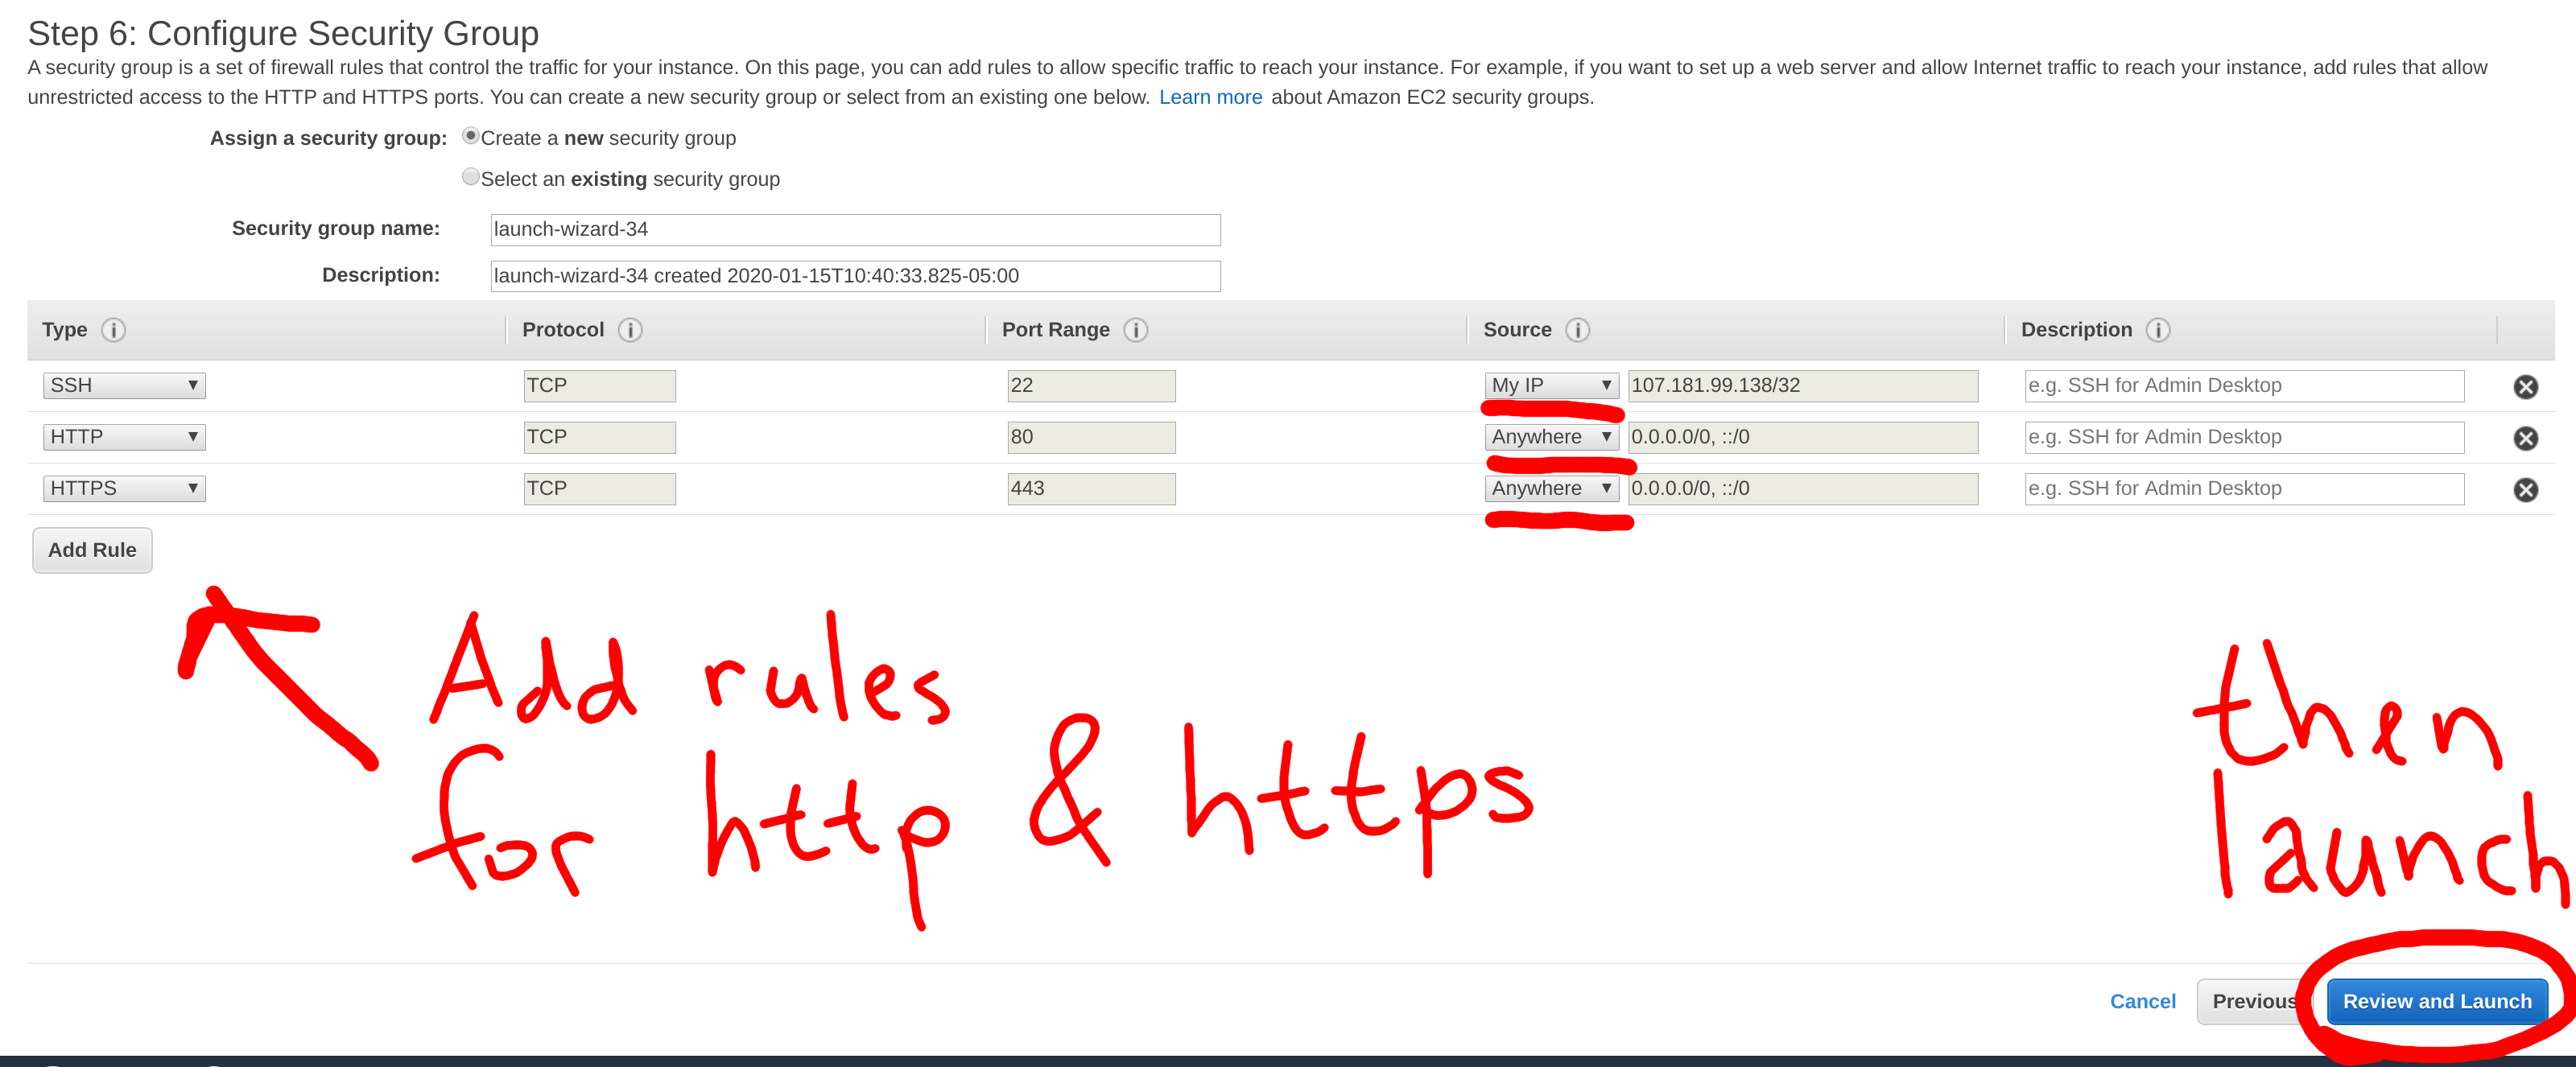 Step 6: Configure Security Group
A security group is a set of firewall rules that control the traffic for your instance. On this page, you can add rules to allow specific traffic to reach your instance. For example, if you want to set up a web server and allow Internet traffic to reach your instance, add rules that allow
unrestricted access to the HTTP and HTTPS ports. You can create a new security group or select from an existing one below. Learn more about Amazon EC2 security groups.
Assign a security group: Create a new security group
Select an existing security group
Security group name: launch-wizard-34
Description: launch-wizard-34 created 2020-01-15T10:40:33.825-05:00
Type Protocol Port Range Source Description
SSH TCP 22 My IP 107.181.99.138/32 e.g. SSH for Admin Desktop
HTTP TCP 80 Anywhere 0.0.0.0/0, ::/0 e.g. SSH for Admin Desktop
HTTPS TCP 443 Anywhere 0.0.0.0/0, ::/0 e.g. SSH for Admin Desktop
Add Rule
Add rules
for http & https
then
launch
Cancel Previous Review and Launch